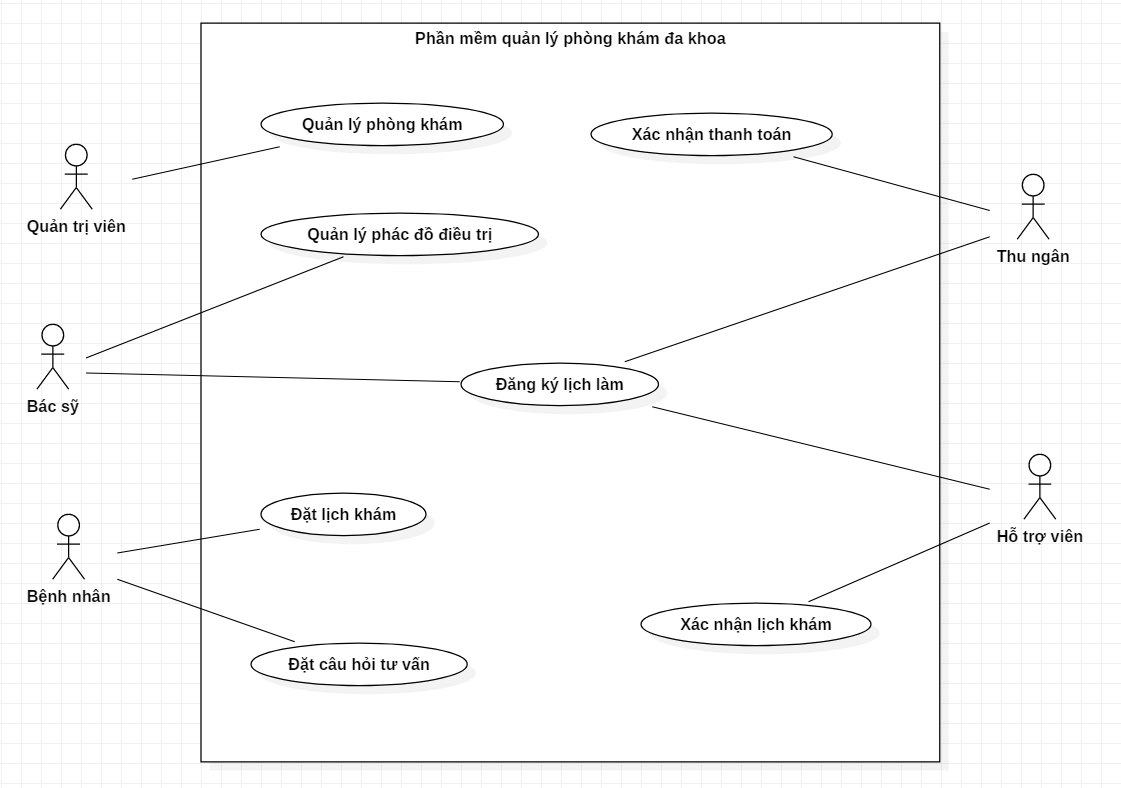 Phần mềm quản lý phòng khám đa khoa
Quản lý phòng khám
Xác nhận thanh toán
Quản trị viên
Quản lý phác đồ điều trị
Thu ngân
Đăng ký lịch làm
Bác sỹ
Đặt lịch khám
Hỗ trợ viên
Bệnh nhân
Xác nhận lịch khám
Đặt câu hỏi tư vấn